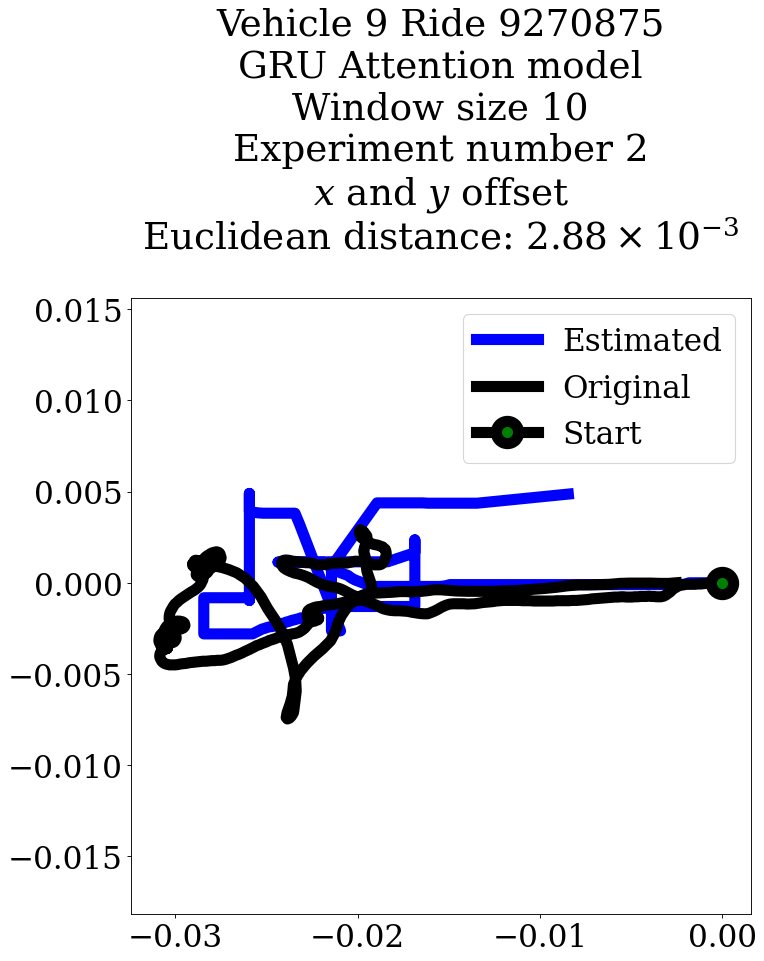 Vehicle 9 Ride 9270875
GRU Attention model
Window size 10
Experiment number 2
x and y offset
Euclidean distance: 2.88 × 10⁻³
Estimated
Original
Start
0.015
0.010
0.005
0.000
−0.005
−0.010
−0.015
−0.03 −0.02 −0.01 0.00